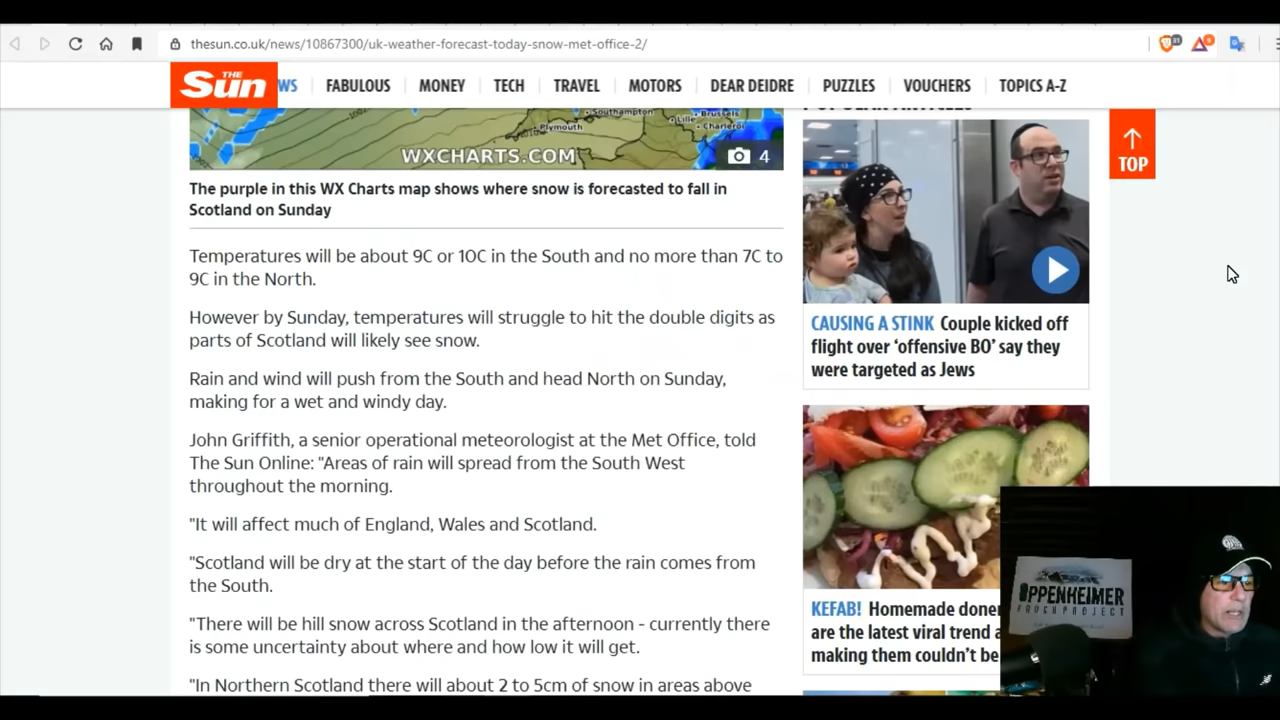 thesun.co.uk/news/10867300/uk-weather-forecast-today-snow-met-office-2/
THE Sun
WS FABULOUS MONEY TECH TRAVEL MOTORS DEAR DEIDRE PUZZLES VOUCHERS TOPICS A-Z
Southampton
Plymouth
Lille
Brussels
Charleroi
WXCHARTS.COM
4
The purple in this WX Charts map shows where snow is forecasted to fall in
Scotland on Sunday
Temperatures will be about 9C or 10C in the South and no more than 7C to
9C in the North.
However by Sunday, temperatures will struggle to hit the double digits as
parts of Scotland will likely see snow.
Rain and wind will push from the South and head North on Sunday,
making for a wet and windy day.
John Griffith, a senior operational meteorologist at the Met Office, told
The Sun Online: "Areas of rain will spread from the South West
throughout the morning.
"It will affect much of England, Wales and Scotland.
"Scotland will be dry at the start of the day before the rain comes from
the South.
"There will be hill snow across Scotland in the afternoon - currently there
is some uncertainty about where and how low it will get.
"In Northern Scotland there will about 2 to 5cm of snow in areas above
POPULAR ARTICLES
CAUSING A STINK Couple kicked off
flight over 'offensive BO' say they
were targeted as Jews
KEFAB! Homemade doner
are the latest viral trend a
making them couldn't be
TOP
OPPENHEIMER
RANCH PROJECT